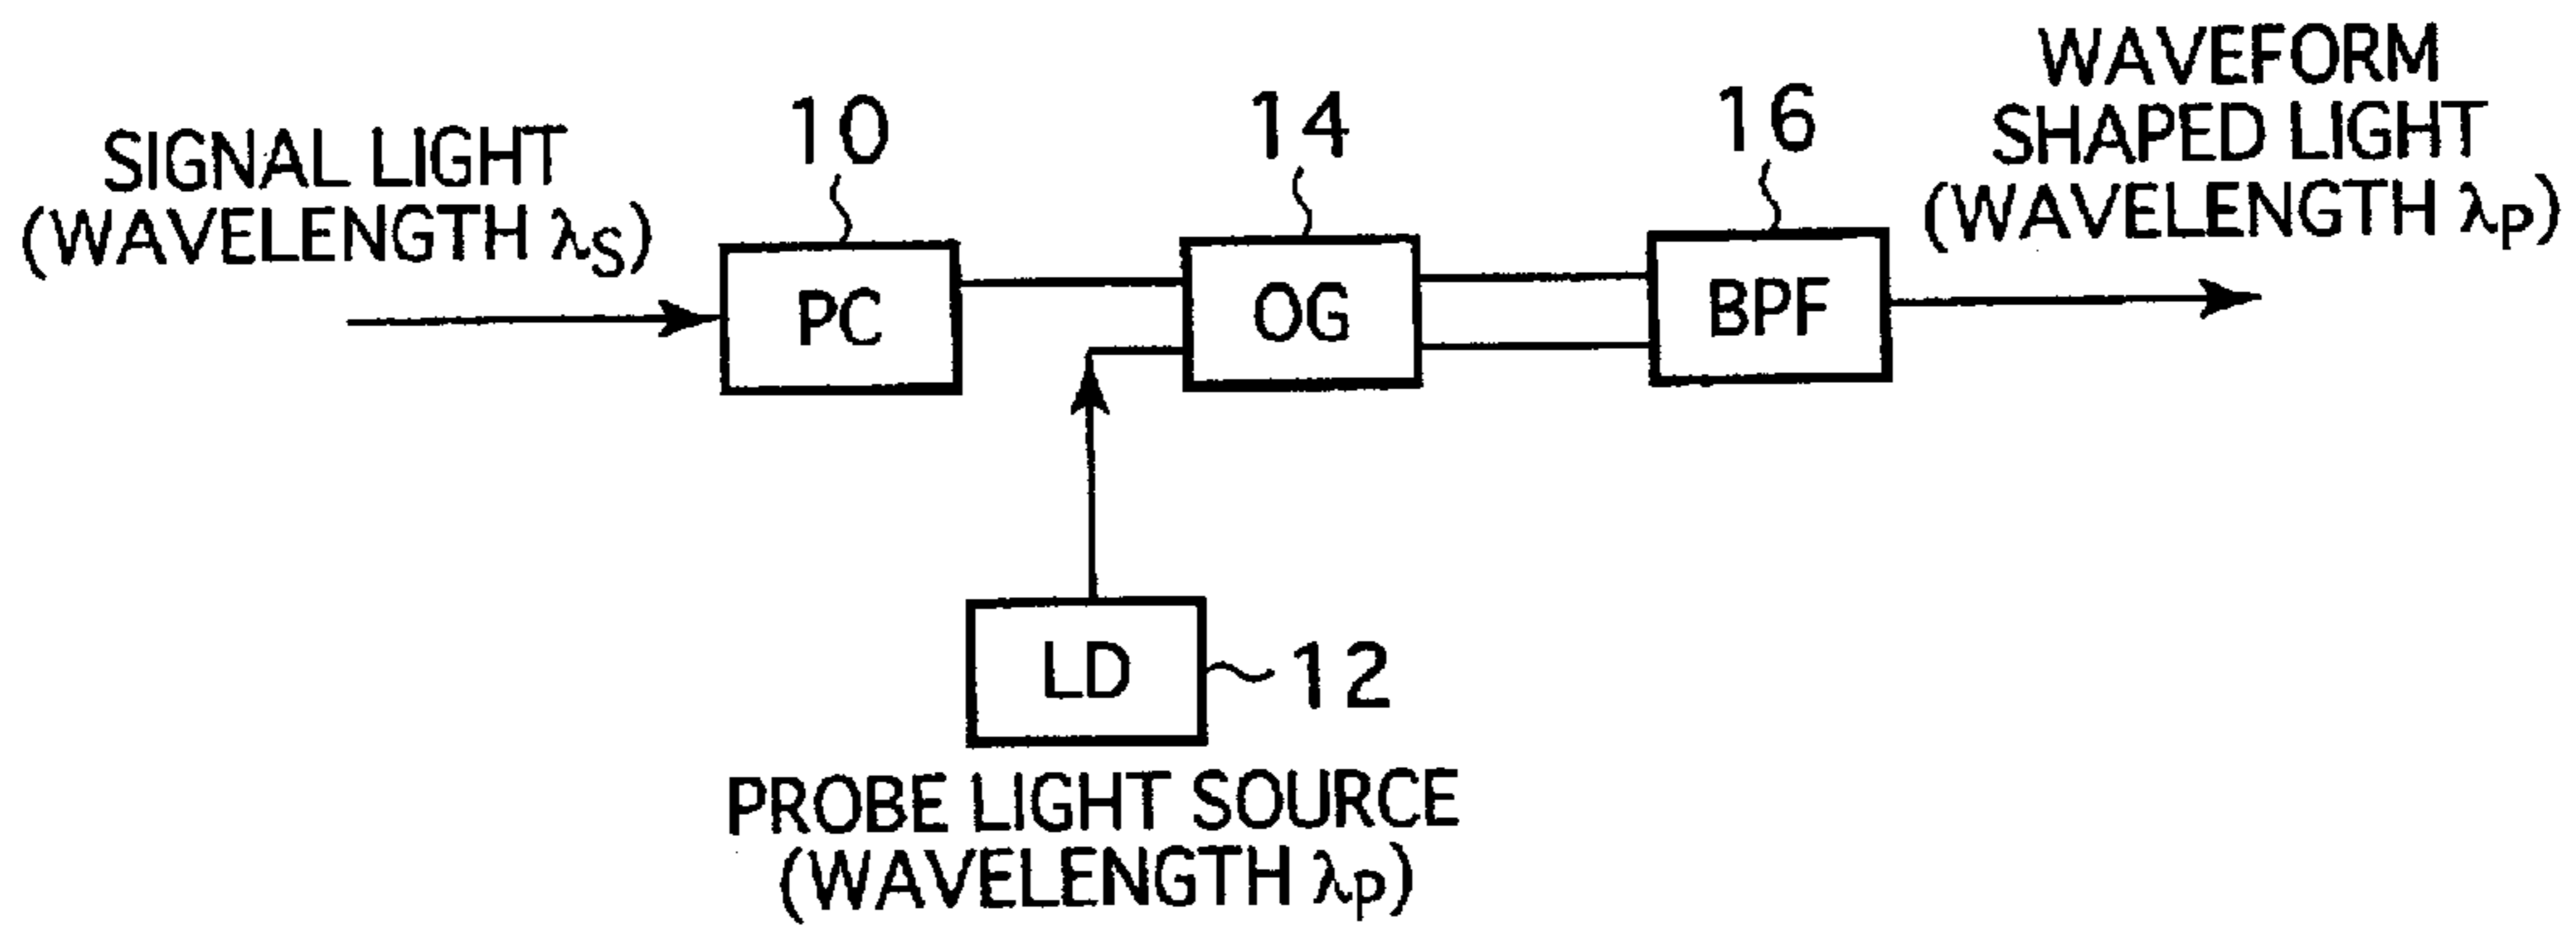 SIGNAL LIGHT
(WAVELENGTH λS)
10
14
16
WAVEFORM
SHAPED LIGHT
(WAVELENGTH λP)
PC
OG
BPF
LD
12
PROBE LIGHT SOURCE
(WAVELENGTH λP)